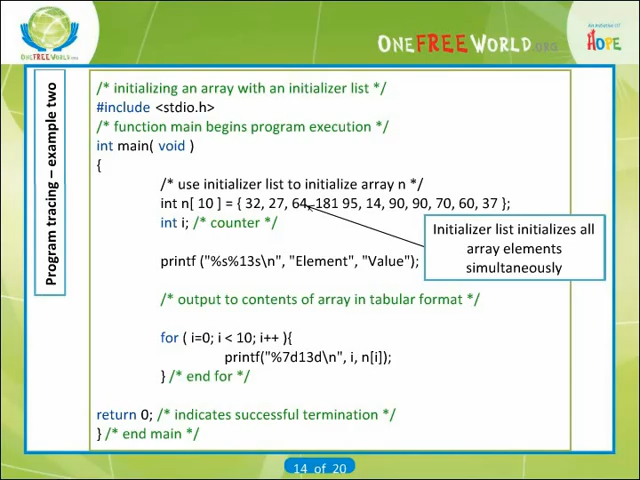 ONEFREEWORLD.ORG
ONEFREEWORLD.ORG
An Initiative Of
HOPE
Program tracing – example two
/* initializing an array with an initializer list */
#include <stdio.h>
/* function main begins program execution */
int main( void )
{
/* use initializer list to initialize array n */
int n[ 10 ] = { 32, 27, 64, 181 95, 14, 90, 90, 70, 60, 37 };
int i; /* counter */
Initializer list initializes all
array elements
simultaneously
printf ("%s%13s\n", "Element", "Value");
/* output to contents of array in tabular format */
for ( i=0; i < 10; i++ ){
printf("%7d13d\n", i, n[i]);
} /* end for */
return 0; /* indicates successful termination */
} /* end main */
14 of 20